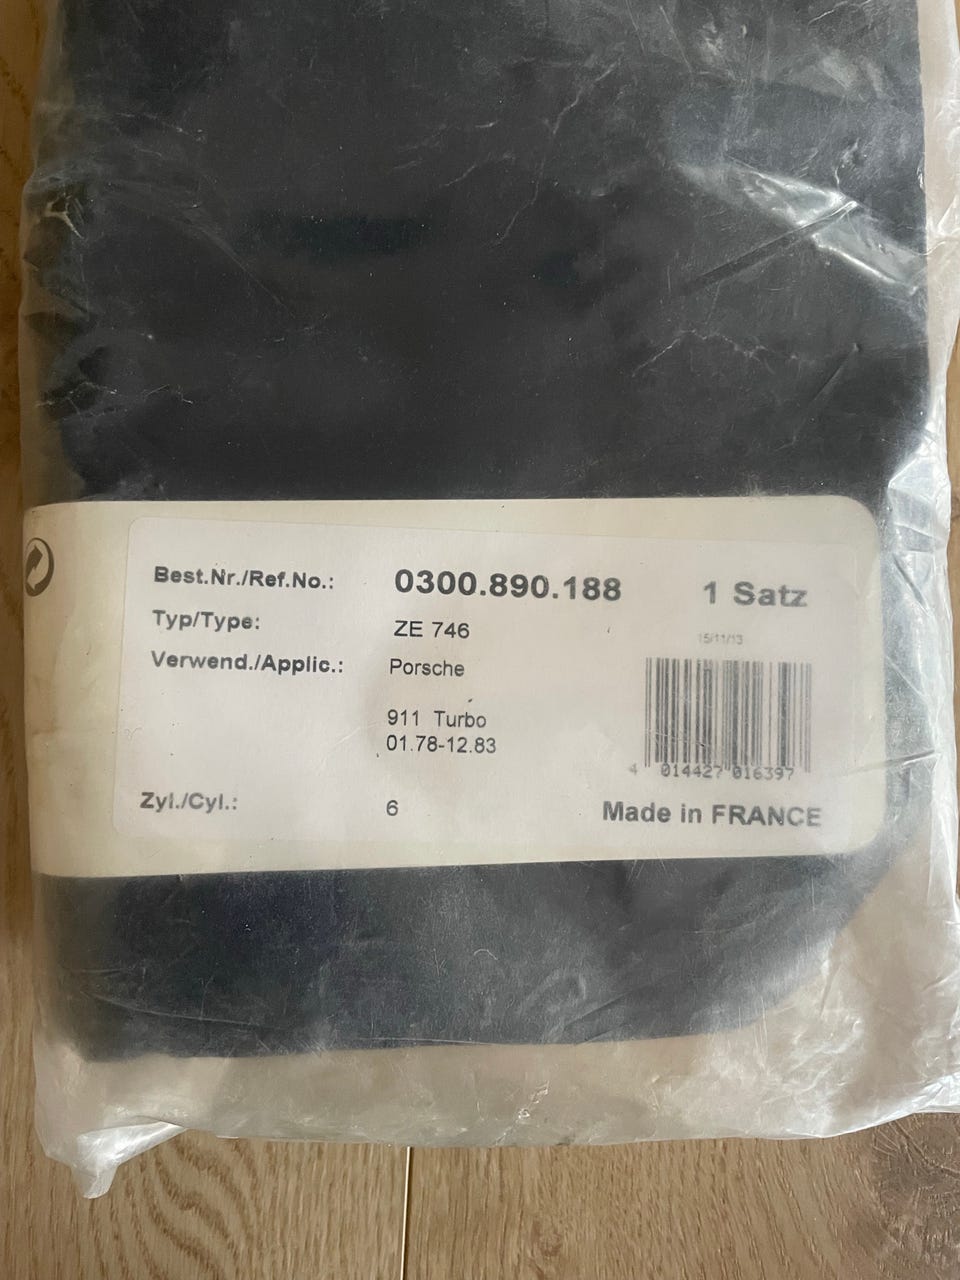 Best.Nr./Ref.No.: 0300.890.188 1 Satz
Typ/Type: ZE 746
15/11/13
Verwend./Applic.: Porsche
911 Turbo
01.78-12.83
4 014427 016397
Zyl./Cyl.: 6
Made in FRANCE